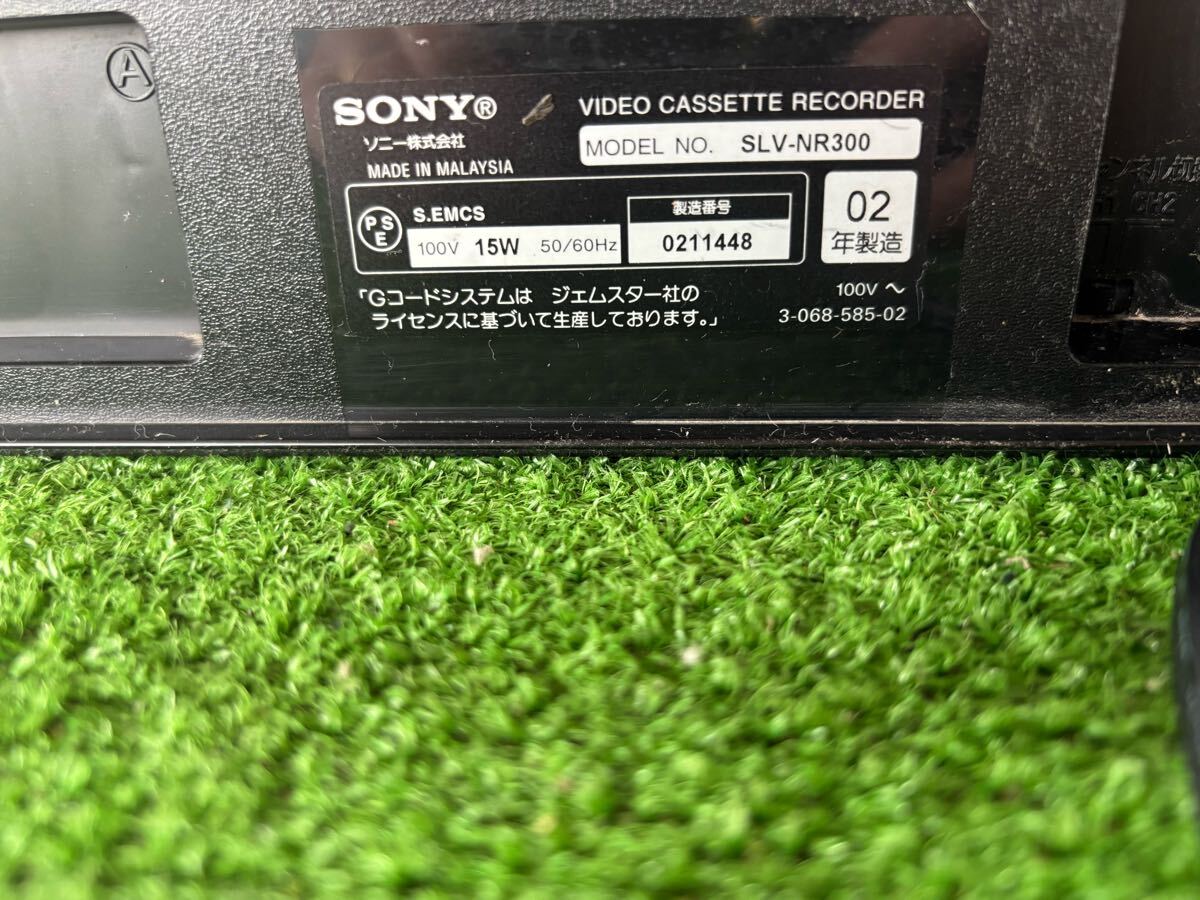 A
SONY®
ソニー株式会社
MADE IN MALAYSIA
VIDEO CASSETTE RECORDER
MODEL NO. SLV-NR300
PSE
S.EMCS
100V 15W 50/60Hz
製造番号
0211448
02
年製造
「Gコードシステムは ジェムスター社の
ライセンスに基づいて生産しております。」
100V ～
3-068-585-02